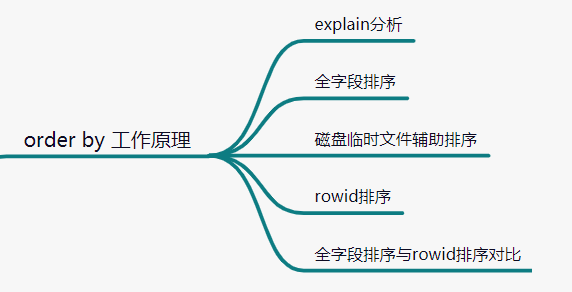 explain分析
全字段排序
order by 工作原理
磁盘临时文件辅助排序
rowid排序
全字段排序与rowid排序对比